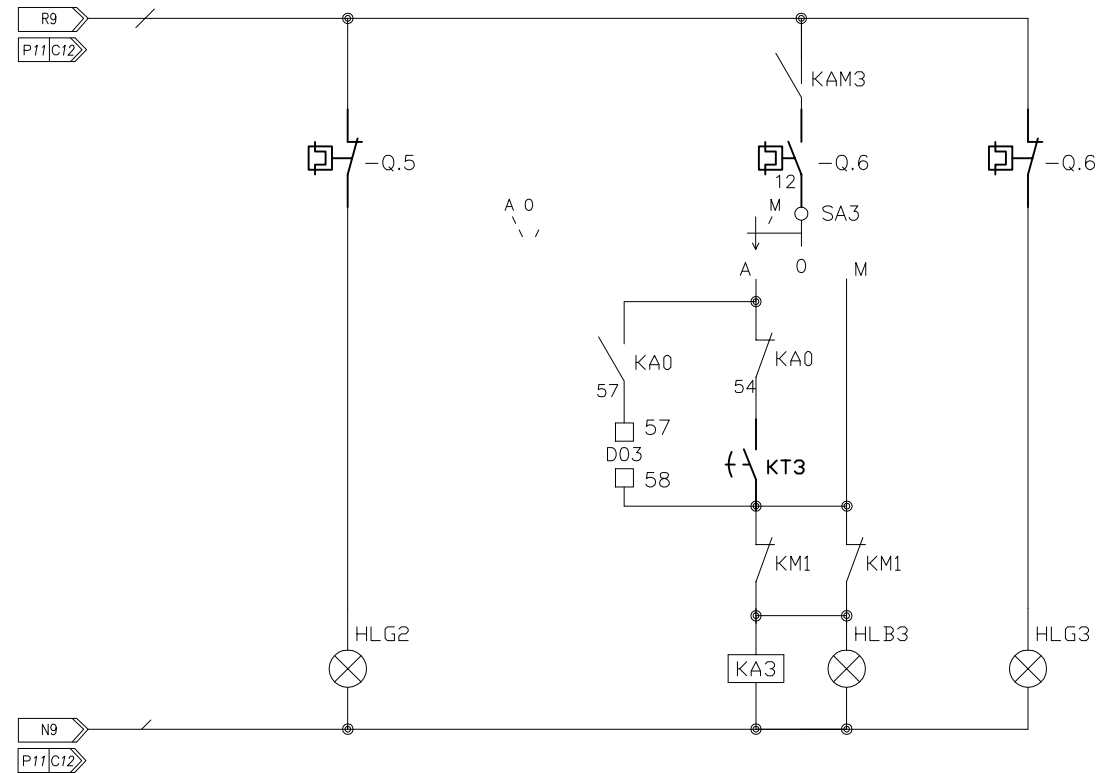 R9
P11 C12
KAM3
-Q.5
-Q.6
-Q.6
12
A 0
M
SA3
A
0
M
KA0
KA0
57
54
57
D03
KT3
58
KM1
KM1
HLG2
HLB3
HLG3
KA3
N9
P11 C12